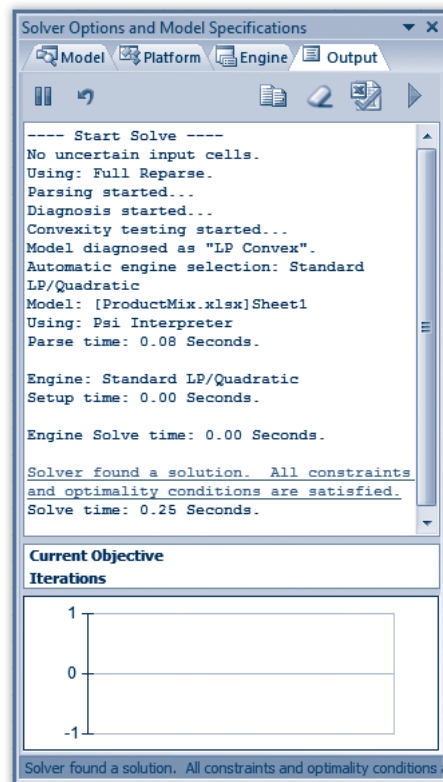 Solver Options and Model Specifications
Model Platform Engine Output
---- Start Solve ----
No uncertain input cells.
Using: Full Reparse.
Parsing started...
Diagnosis started...
Convexity testing started...
Model diagnosed as "LP Convex".
Automatic engine selection: Standard
LP/Quadratic
Model: [ProductMix.xlsx]Sheet1
Using: Psi Interpreter
Parse time: 0.08 Seconds.
Engine: Standard LP/Quadratic
Setup time: 0.00 Seconds.
Engine Solve time: 0.00 Seconds.
Solver found a solution.  All constraints
and optimality conditions are satisfied.
Solve time: 0.25 Seconds.
Current Objective
Iterations
1
0
-1
Solver found a solution.  All constraints and optimality conditions